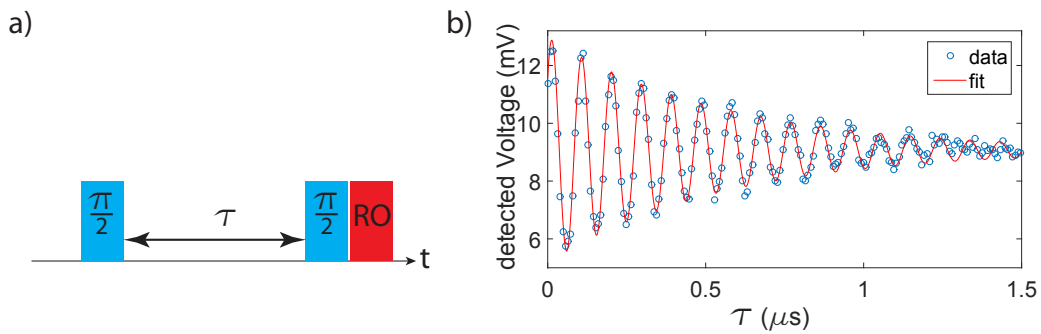 a)
π/2
τ
π/2
RO
t
b)
detected Voltage (mV)
12
10
8
6
data
fit
0
0.5
1
1.5
τ (μs)